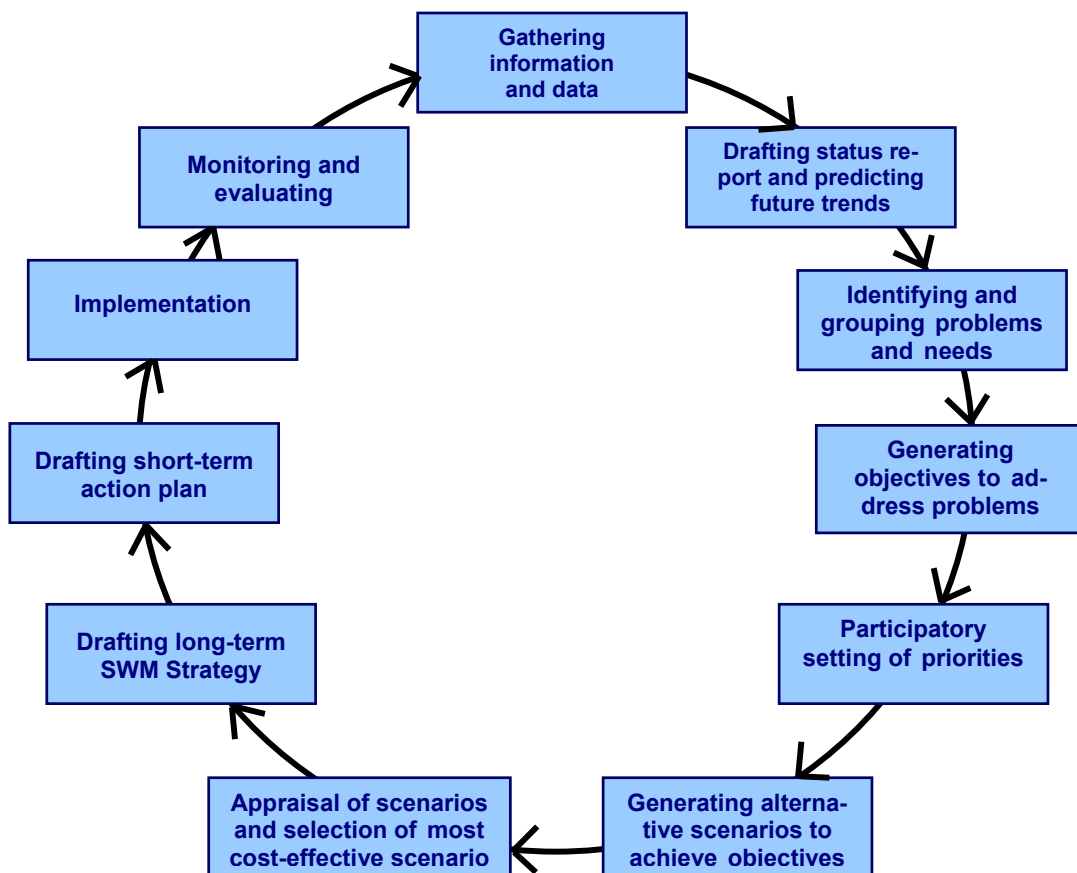 Gathering
information
and data
Drafting status re-
port and predicting
future trends
Identifying and
grouping problems
and needs
Generating
objectives to ad-
dress problems
Participatory
setting of priorities
Generating alterna-
tive scenarios to
achieve obiectives
Appraisal of scenarios
and selection of most
cost-effective scenario
Drafting long-term
SWM Strategy
Drafting short-term
action plan
Implementation
Monitoring and
evaluating